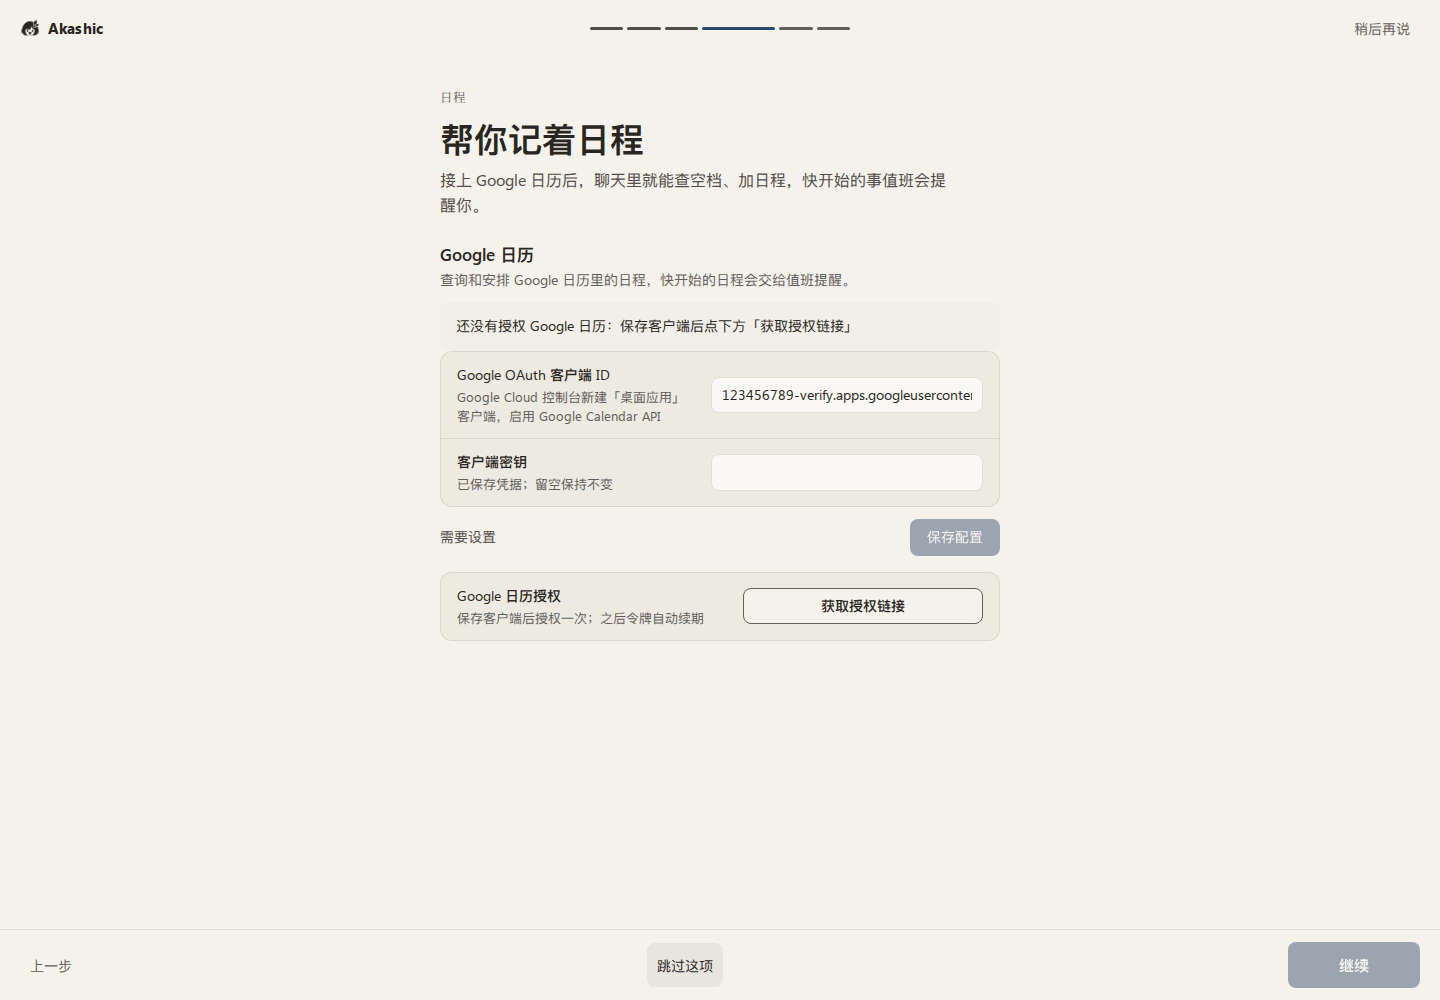 Akashic
稍后再说
日程
帮你记着日程
接上 Google 日历后，聊天里就能查空档、加日程，快开始的事值班会提
醒你。
Google 日历
查询和安排 Google 日历里的日程，快开始的日程会交给值班提醒。
还没有授权 Google 日历：保存客户端后点下方「获取授权链接」
Google OAuth 客户端 ID
Google Cloud 控制台新建「桌面应用」
客户端，启用 Google Calendar API
123456789-verify.apps.googleuserconte
客户端密钥
已保存凭据；留空保持不变
需要设置
保存配置
Google 日历授权
保存客户端后授权一次；之后令牌自动续期
获取授权链接
上一步
跳过这项
继续